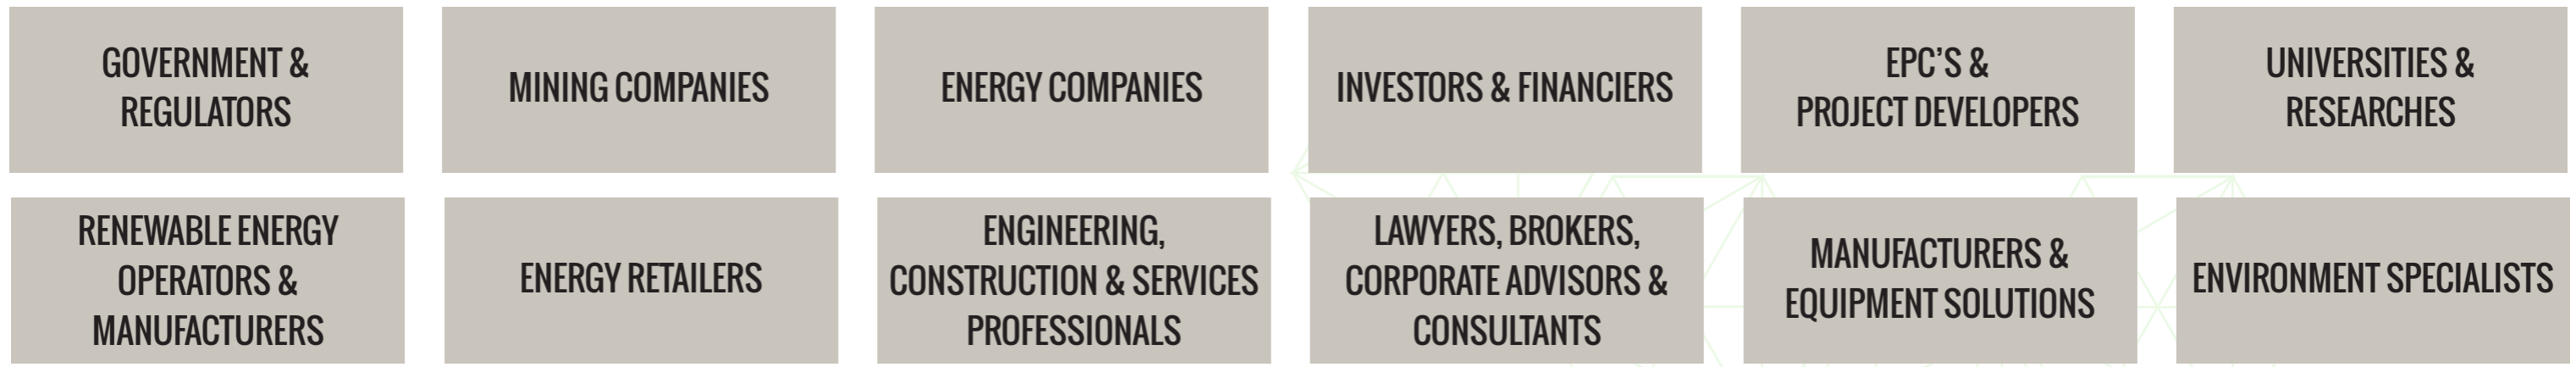 GOVERNMENT &
REGULATORS
MINING COMPANIES
ENERGY COMPANIES
INVESTORS & FINANCIERS
EPC’S &
PROJECT DEVELOPERS
UNIVERSITIES &
RESEARCHES
RENEWABLE ENERGY
OPERATORS &
MANUFACTURERS
ENERGY RETAILERS
ENGINEERING,
CONSTRUCTION & SERVICES
PROFESSIONALS
LAWYERS, BROKERS,
CORPORATE ADVISORS &
CONSULTANTS
MANUFACTURERS &
EQUIPMENT SOLUTIONS
ENVIRONMENT SPECIALISTS